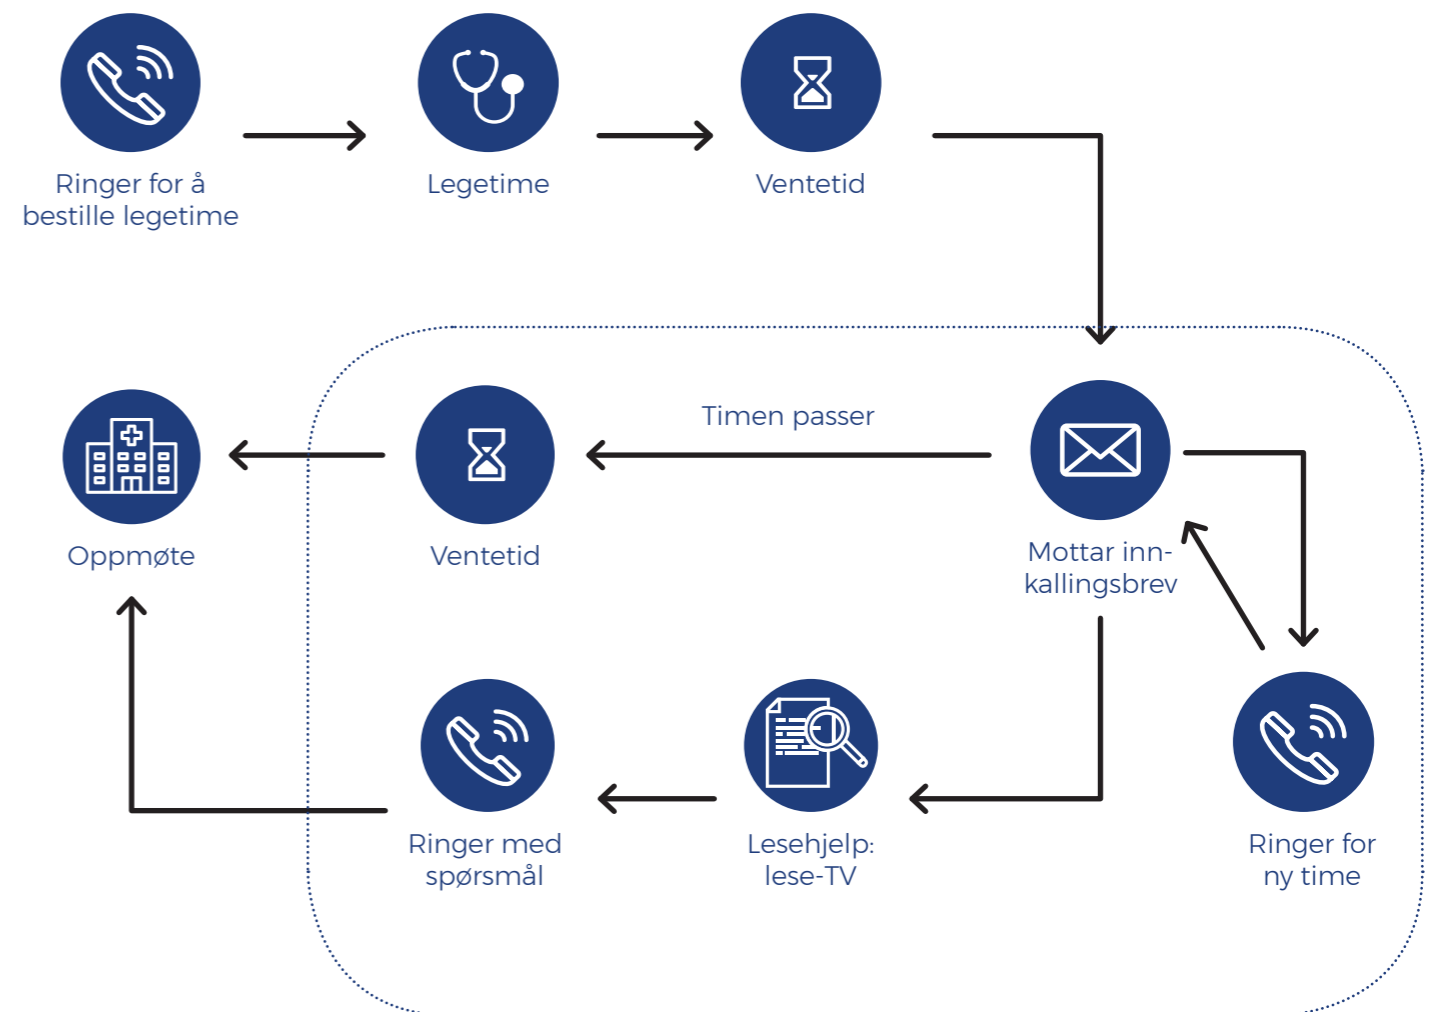 Ringer for å
bestille legetime
Legetime
Ventetid
Timen passer
Oppmøte
Ventetid
Mottar inn-
kallingsbrev
Ringer med
spørsmål
Lesehjelp:
lese-TV
Ringer for
ny time